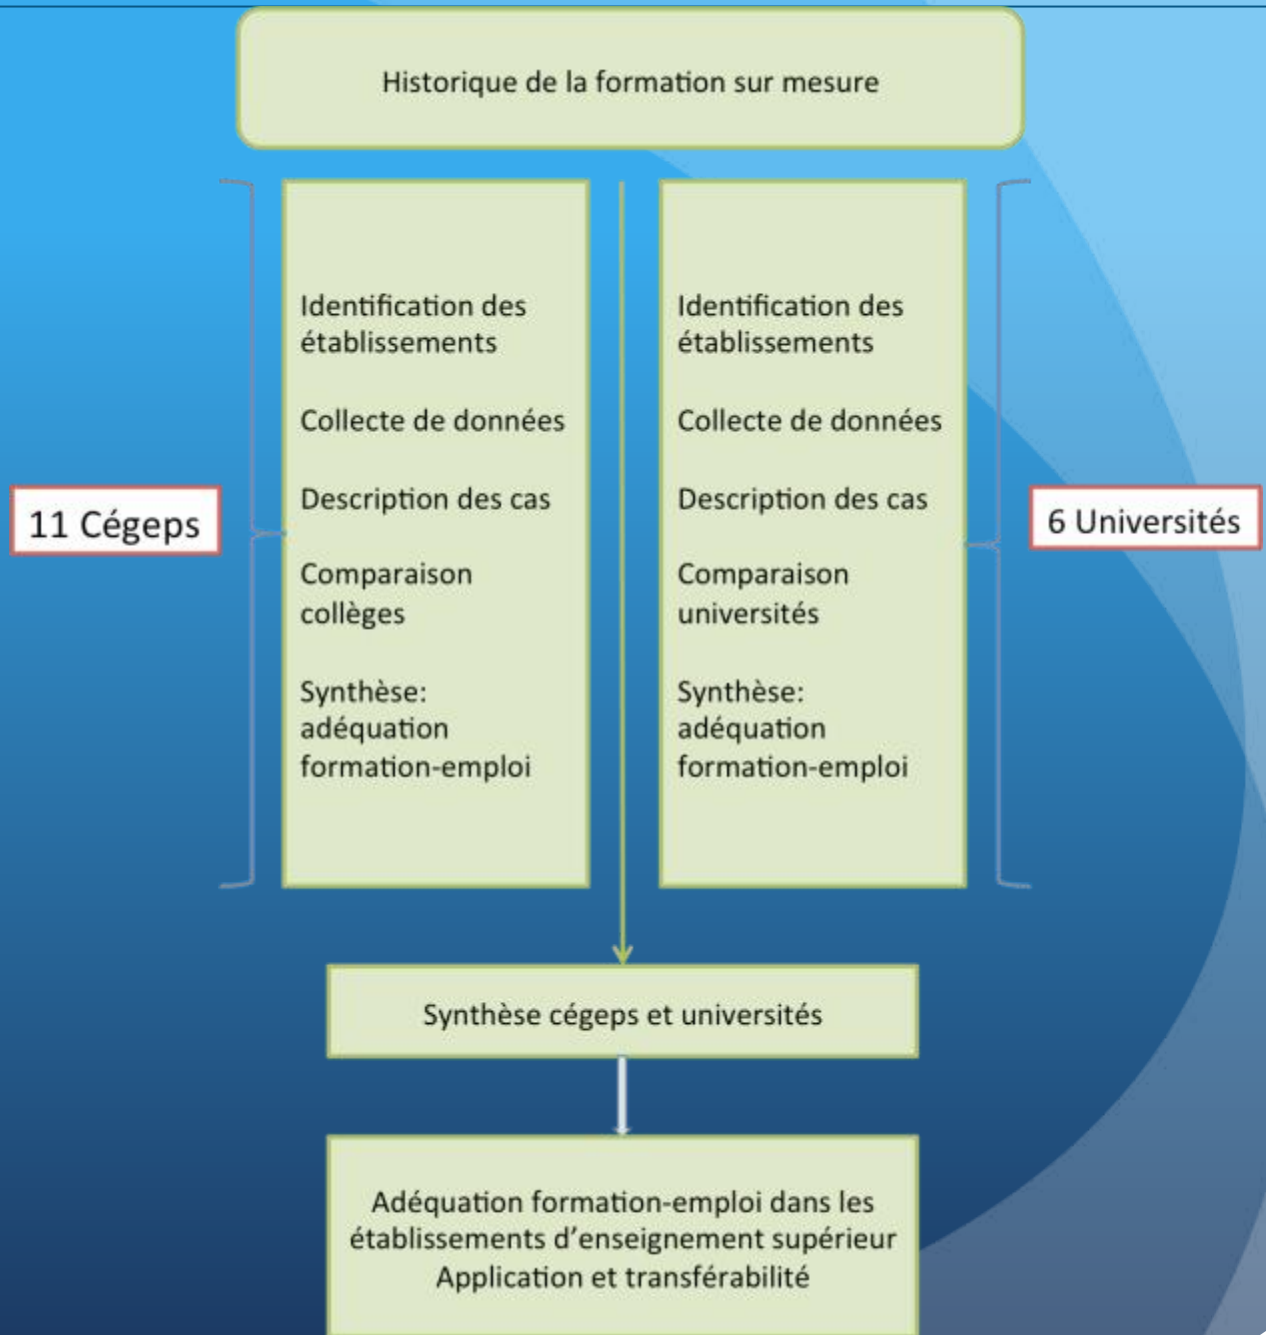 Historique de la formation sur mesure
11 Cégeps
Identification des
établissements
Collecte de données
Description des cas
Comparaison
collèges
Synthèse:
adéquation
formation-emploi
Identification des
établissements
Collecte de données
Description des cas
Comparaison
universités
Synthèse:
adéquation
formation-emploi
6 Universités
Synthèse cégeps et universités
Adéquation formation-emploi dans les
établissements d’enseignement supérieur
Application et transférabilité